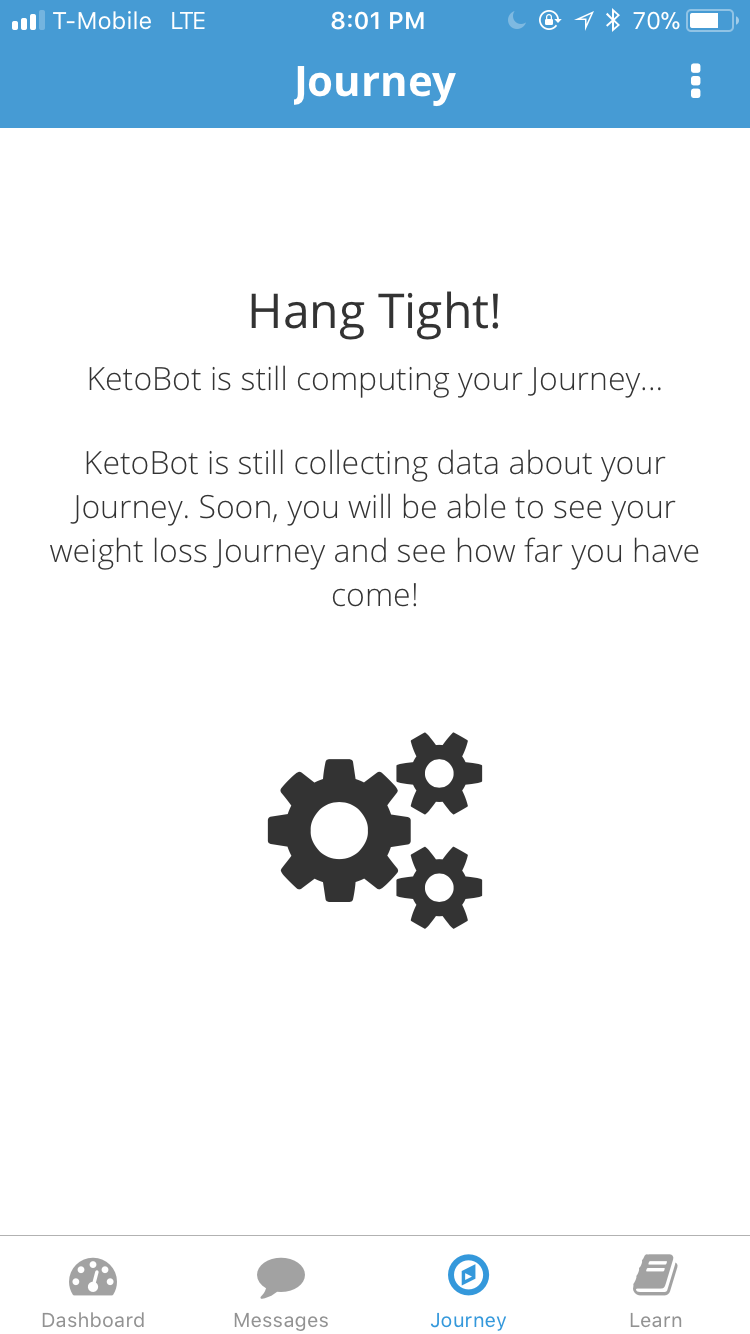 T-Mobile LTE 8:01 PM 70%
Journey
Hang Tight!
KetoBot is still computing your Journey...
KetoBot is still collecting data about your
Journey. Soon, you will be able to see your
weight loss Journey and see how far you have
come!
Dashboard Messages Journey Learn